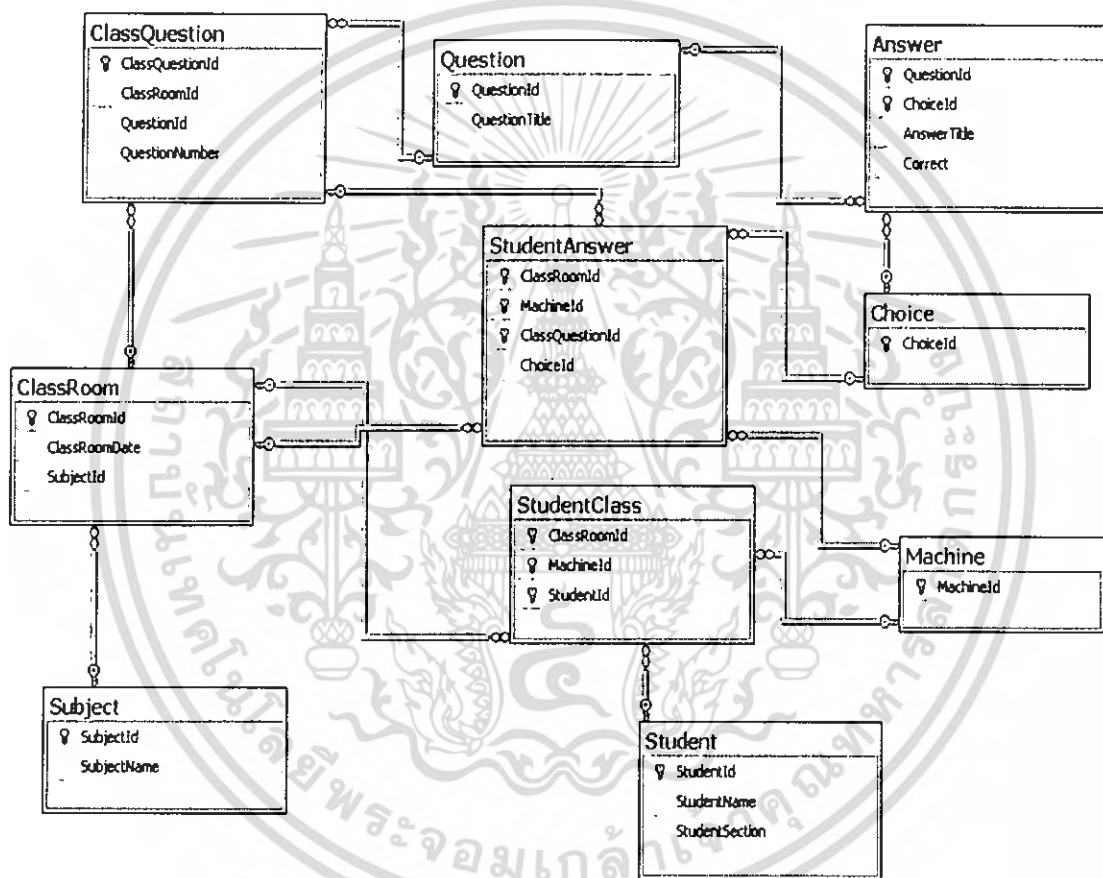 ClassQuestion
ClassQuestionId
ClassRoomId
QuestionId
QuestionNumber
Question
QuestionId
QuestionTitle
Answer
QuestionId
ChoiceId
AnswerTitle
Correct
StudentAnswer
ClassRoomId
MachineId
ClassQuestionId
ChoiceId
Choice
ChoiceId
ClassRoom
ClassRoomId
ClassRoomDate
SubjectId
StudentClass
ClassRoomId
MachineId
StudentId
Machine
MachineId
Subject
SubjectId
SubjectName
Student
StudentId
StudentName
StudentSection